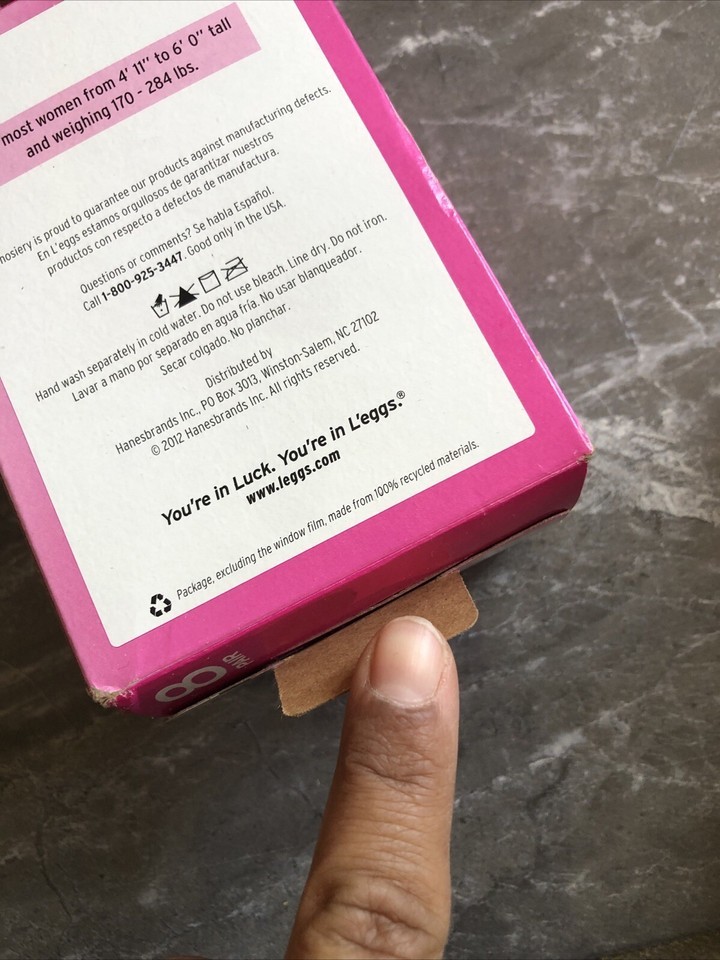 most women from 4' 11" to 6' 0" tall
and weighing 170 - 284 lbs.
hosiery is proud to guarantee our products against manufacturing defects.
En L'eggs estamos orgullosos de garantizar nuestros
productos con respecto a defectos de manufactura.
Questions or comments? Se habla Español.
Call 1-800-925-3447. Good only in the USA.
Hand wash separately in cold water. Do not use bleach. Line dry. Do not iron.
Lavar a mano por separado en agua fría. No usar blanqueador.
Secar colgado. No planchar.
Distributed by
Hanesbrands Inc., PO Box 3013, Winston-Salem, NC 27102
© 2012 Hanesbrands Inc. All rights reserved.
You're in Luck. You're in L'eggs.®
www.leggs.com
Package, excluding the window film, made from 100% recycled materials.
8 PAIR